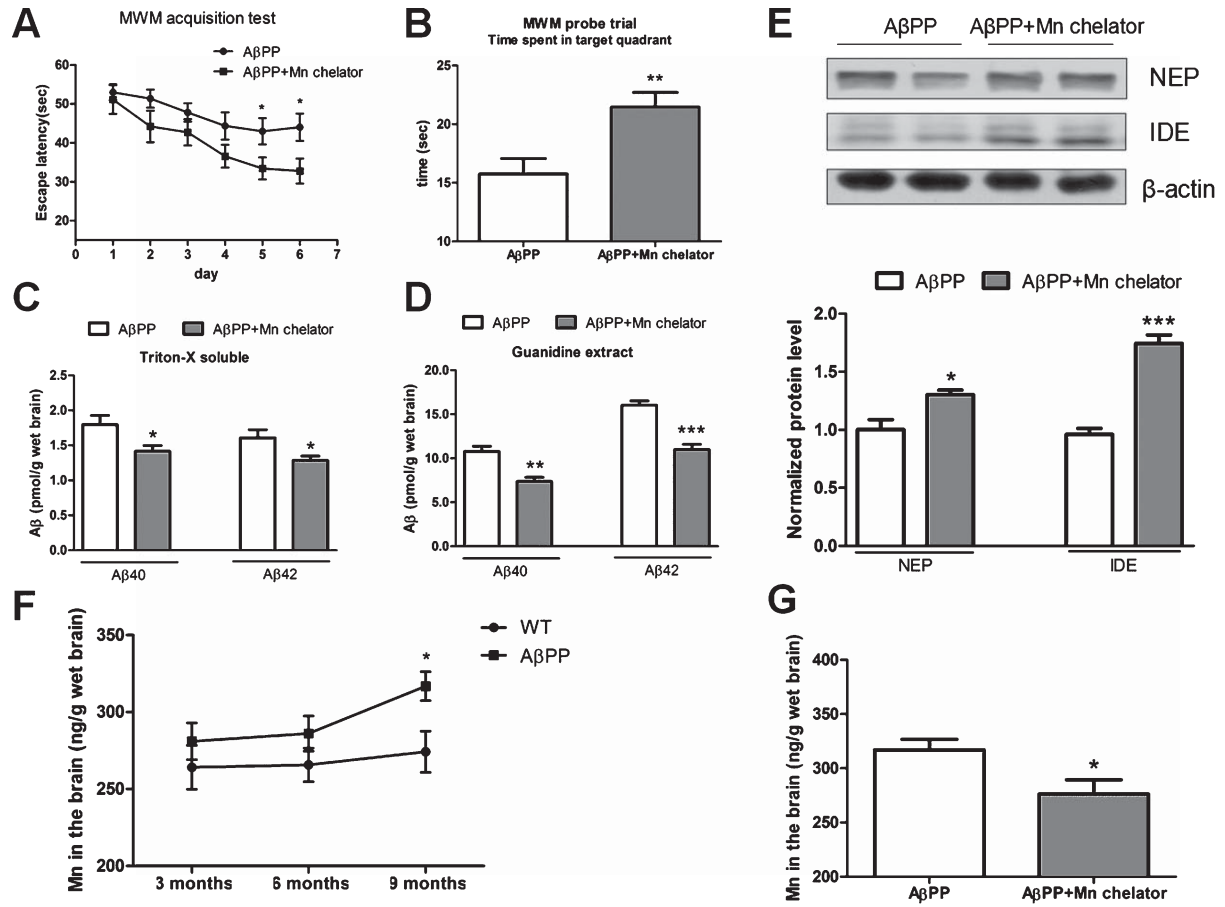 A
MWM acquisition test
AβPP
AβPP+Mn chelator
Escape latency(sec)
60
50
40
30
20
0 1 2 3 4 5 6 7
* *
day
B
MWM probe trial
Time spent in target quadrant
time (sec)
25
20
15
10
**
AβPP AβPP+Mn chelator
C
AβPP AβPP+Mn chelator
Triton-X soluble
Aβ (pmol/g wet brain)
2.5
2.0
1.5
1.0
0.5
0.0
* *
Aβ40 Aβ42
D
AβPP AβPP+Mn chelator
Guanidine extract
Aβ (pmol/g wet brain)
20.0
15.0
10.0
5.0
0.0
** ***
Aβ40 Aβ42
E
AβPP AβPP+Mn chelator
NEP
IDE
β-actin
AβPP AβPP+Mn chelator
Normalized protein level
2.0
1.5
1.0
0.5
0.0
* ***
NEP IDE
F
Mn in the brain (ng/g wet brain)
350
300
250
200
WT
AβPP
*
3 months 6 months 9 months
G
Mn in the brain (ng/g wet brain)
400
350
300
250
200
*
AβPP AβPP+Mn chelator